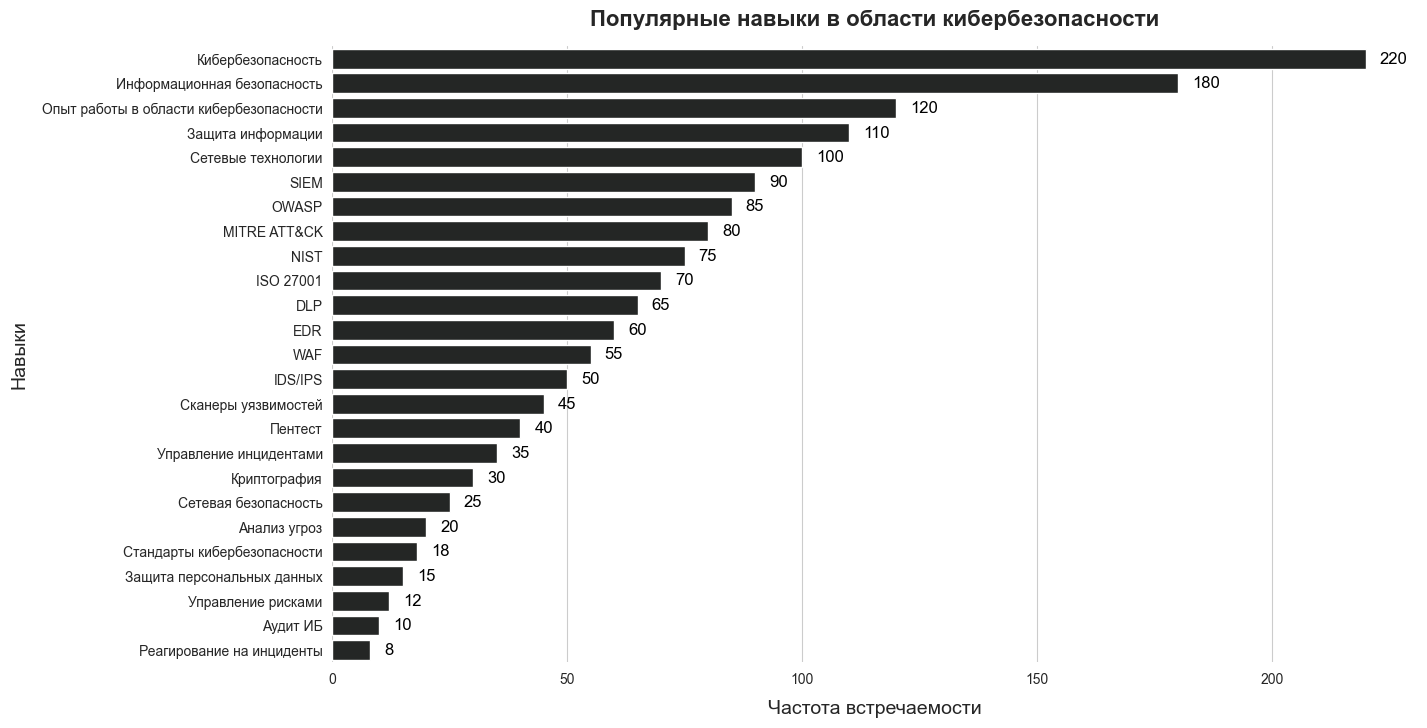 Популярные навыки в области кибербезопасности
Кибербезопасность 220
Информационная безопасность 180
Опыт работы в области кибербезопасности 120
Защита информации 110
Сетевые технологии 100
SIEM 90
OWASP 85
MITRE ATT&CK 80
NIST 75
ISO 27001 70
DLP 65
EDR 60
WAF 55
IDS/IPS 50
Сканеры уязвимостей 45
Пентест 40
Управление инцидентами 35
Криптография 30
Сетевая безопасность 25
Анализ угроз 20
Стандарты кибербезопасности 18
Защита персональных данных 15
Управление рисками 12
Аудит ИБ 10
Реагирование на инциденты 8
Навыки
0 50 100 150 200
Частота встречаемости